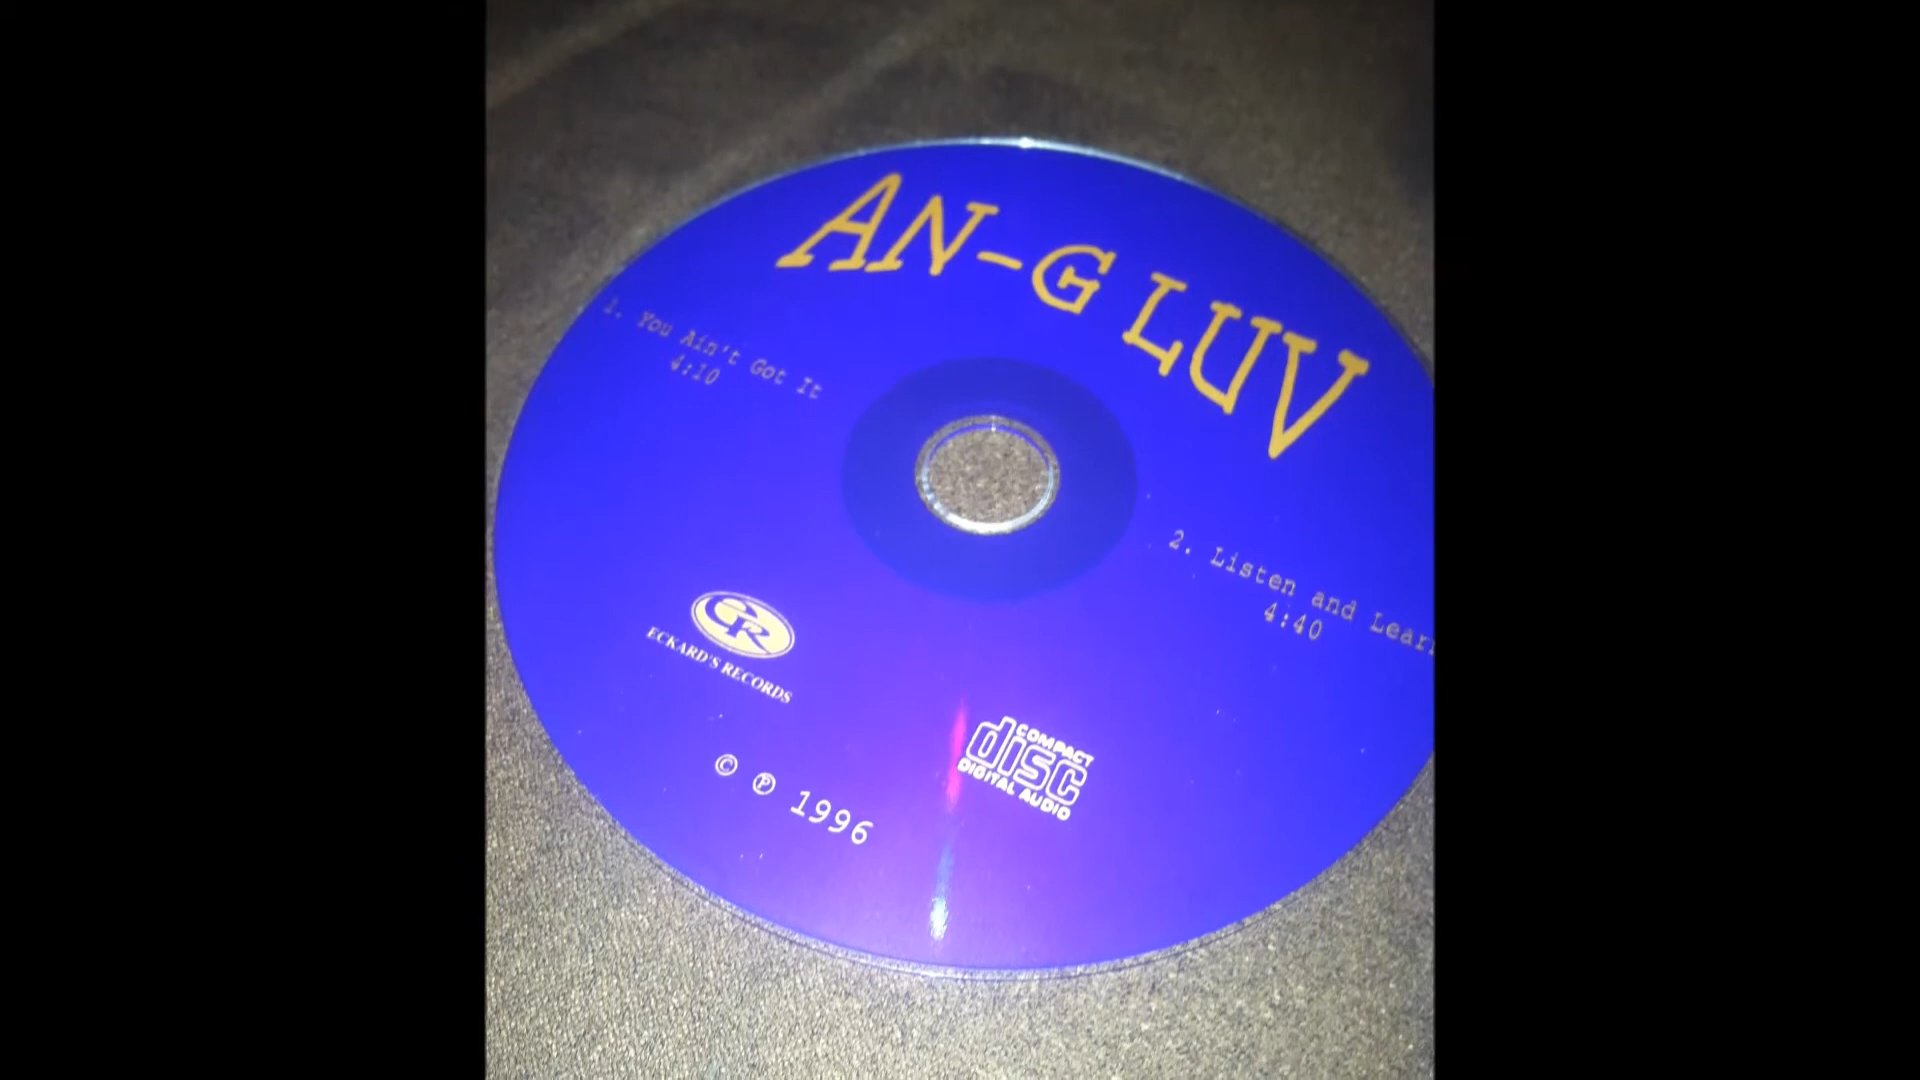 AN-G LUV
1. You Ain't Got It
4:10
2. Listen and Lear
4:40
CR
ECKARD'S RECORDS
© ℗ 1996
COMPACT
disc
DIGITAL AUDIO